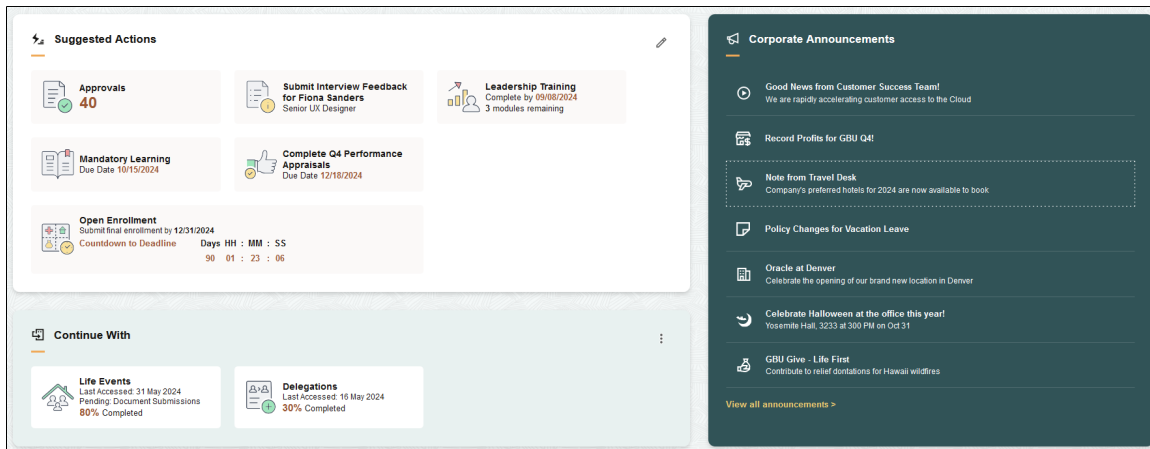 Suggested Actions
Approvals
40
Submit Interview Feedback
for Fiona Sanders
Senior UX Designer
Leadership Training
Complete by 09/08/2024
3 modules remaining
Mandatory Learning
Due Date 10/15/2024
Complete Q4 Performance
Appraisals
Due Date 12/18/2024
Open Enrollment
Submit final enrollment by 12/31/2024
Countdown to Deadline Days HH : MM : SS
90 01 : 23 : 06
Continue With
Life Events
Last Accessed: 31 May 2024
Pending: Document Submissions
80% Completed
Delegations
Last Accessed: 16 May 2024
30% Completed
Corporate Announcements
Good News from Customer Success Team!
We are rapidly accelerating customer access to the Cloud
Record Profits for GBU Q4!
Note from Travel Desk
Company's preferred hotels for 2024 are now available to book
Policy Changes for Vacation Leave
Oracle at Denver
Celebrate the opening of our brand new location in Denver
Celebrate Halloween at the office this year!
Yosemite Hall, 3233 at 300 PM on Oct 31
GBU Give - Life First
Contribute to relief dontations for Hawaii wildfires
View all announcements >